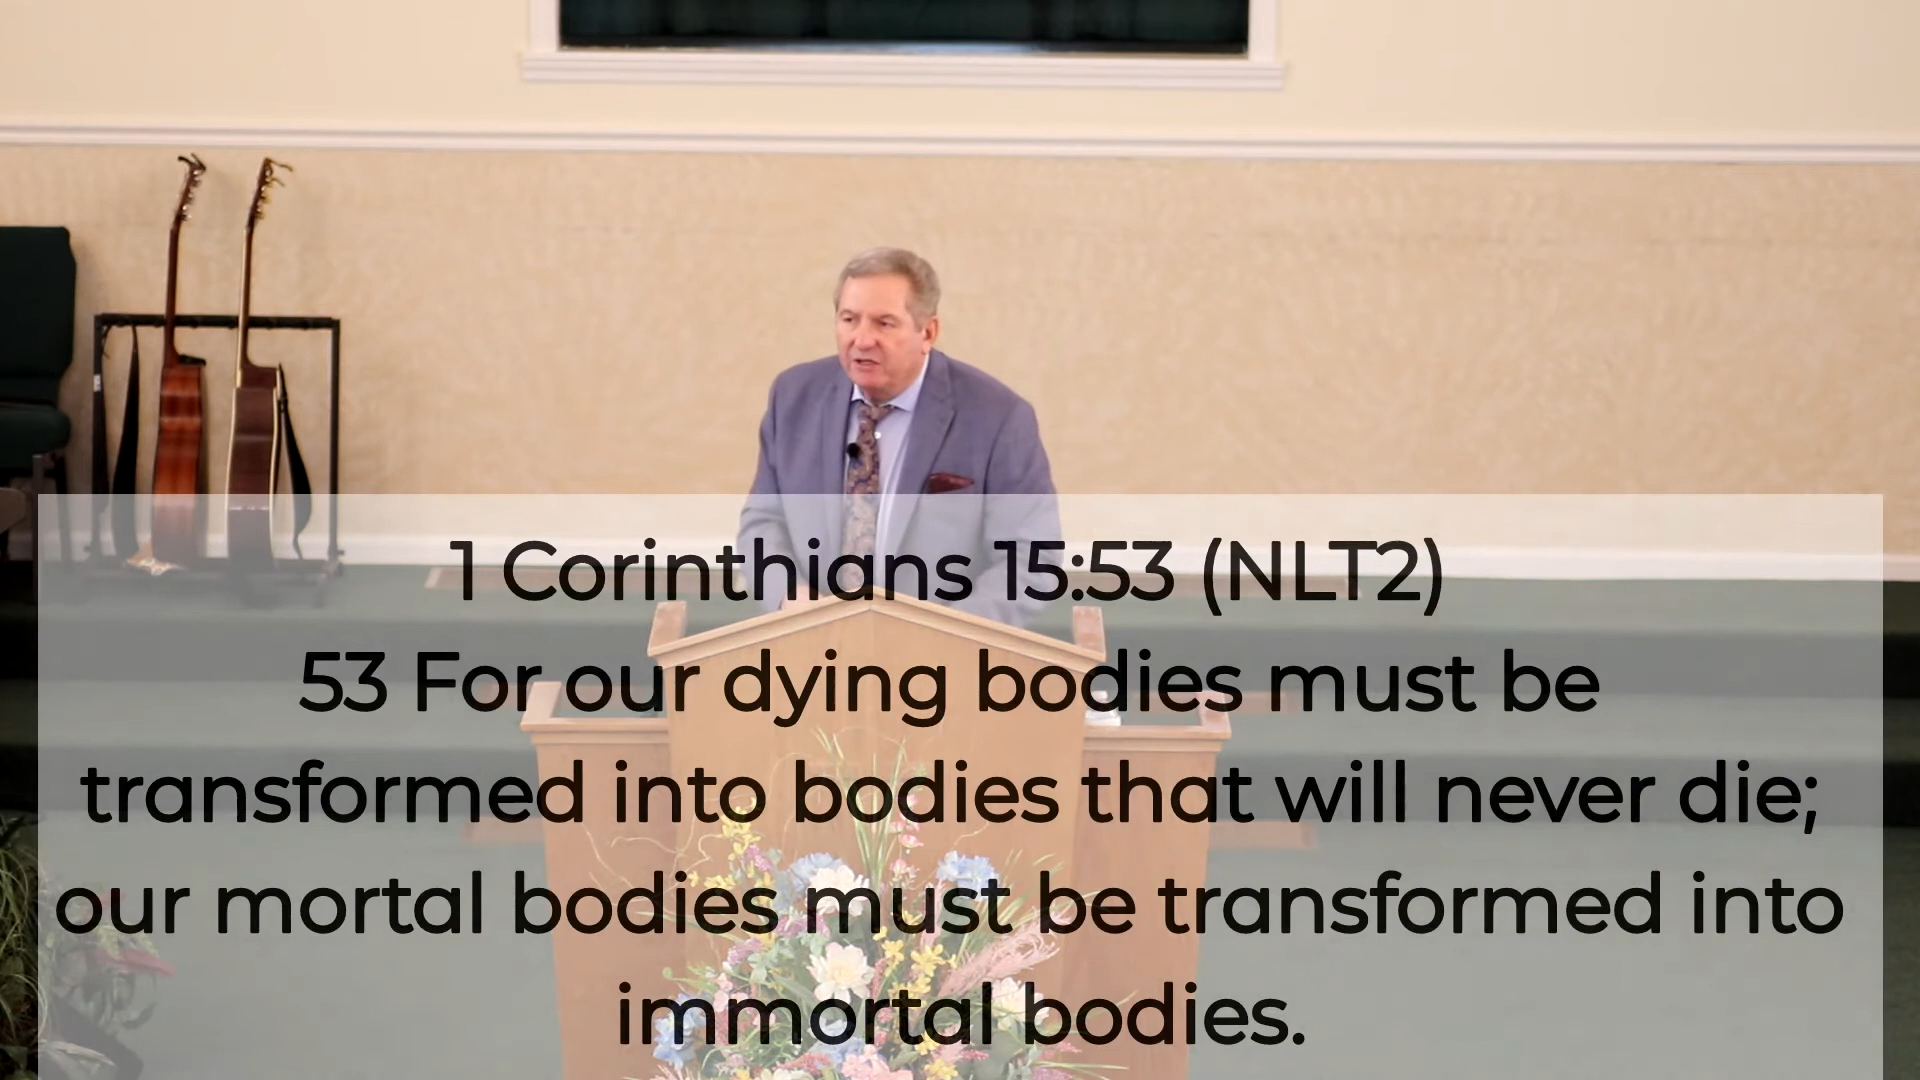 1 Corinthians 15:53 (NLT2)
53 For our dying bodies must be
transformed into bodies that will never die;
our mortal bodies must be transformed into
immortal bodies.